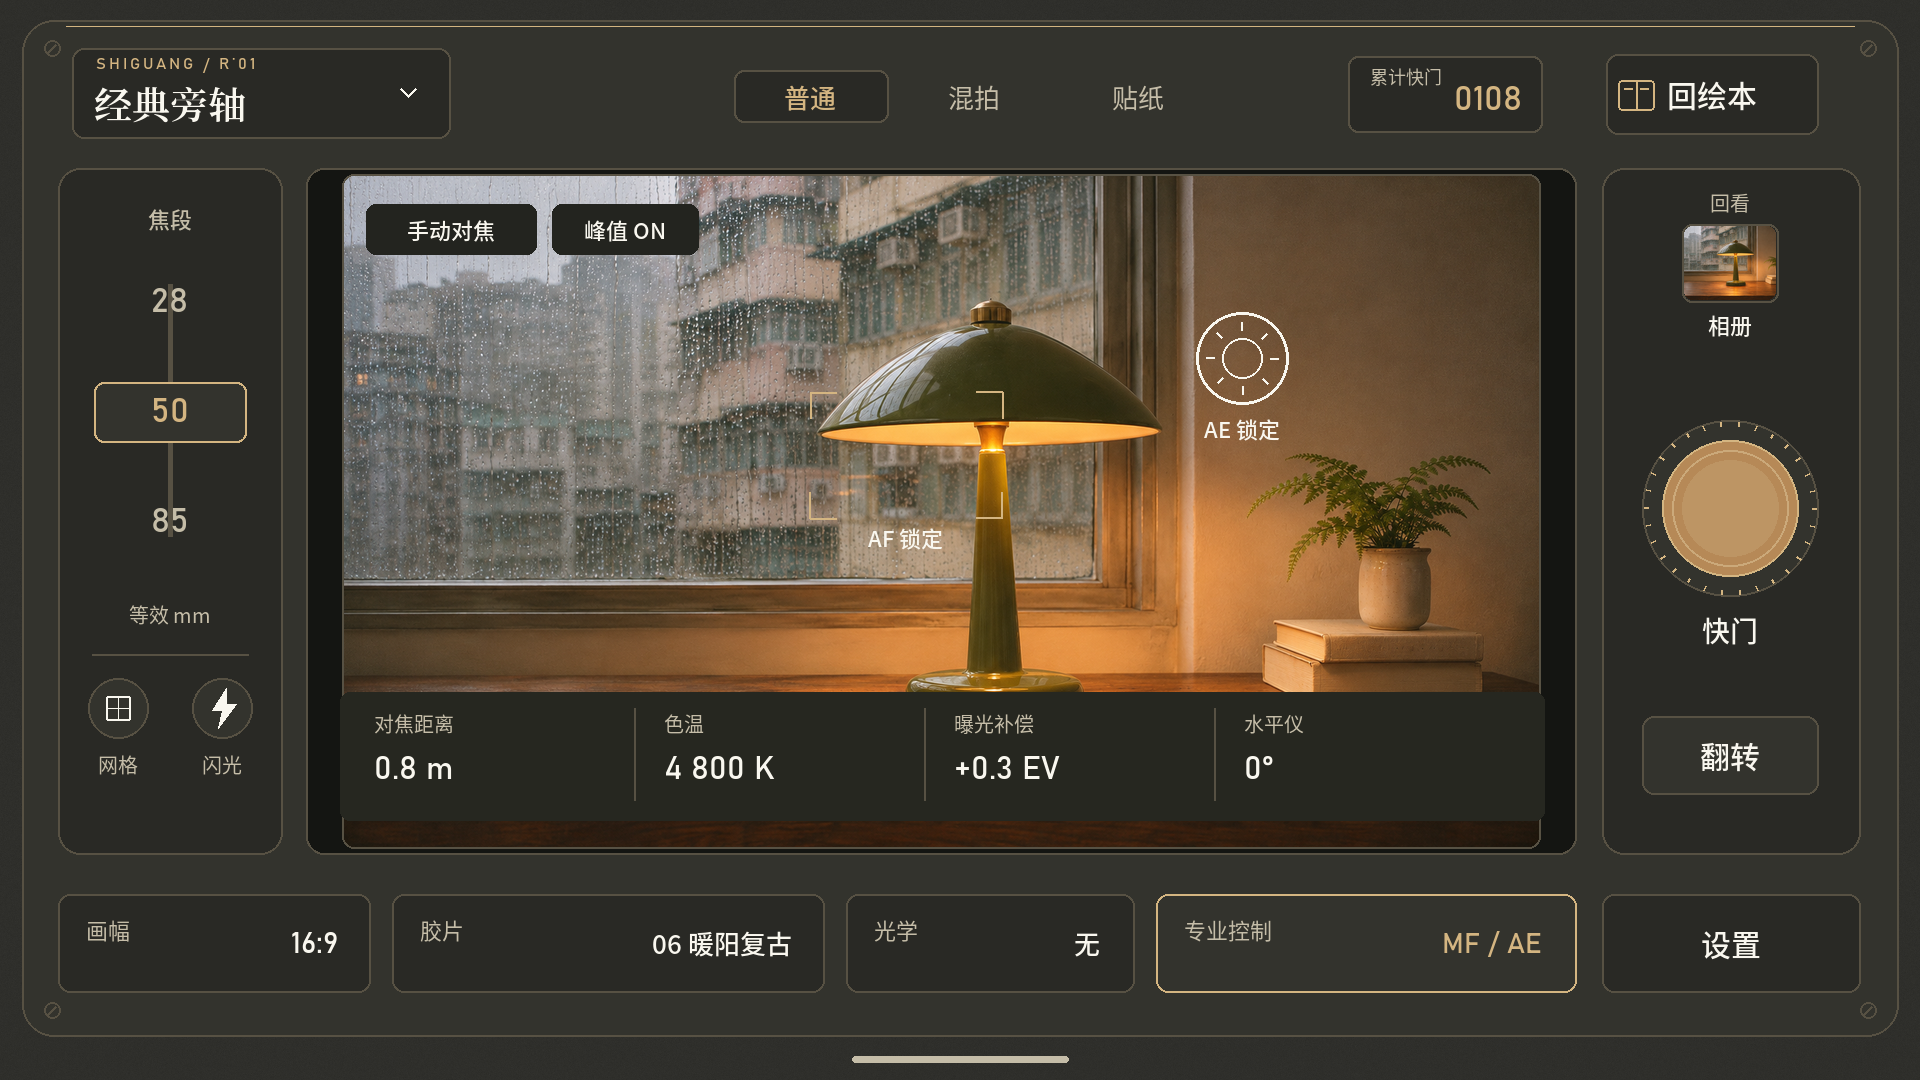 SHIGUANG / R'01
经典旁轴
普通
混拍
贴纸
累计快门
0108
回绘本
焦段
28
50
85
等效 mm
网格
闪光
手动对焦
峰值 ON
AE 锁定
AF 锁定
对焦距离
0.8 m
色温
4 800 K
曝光补偿
+0.3 EV
水平仪
0°
回看
相册
快门
翻转
画幅
16:9
胶片
06 暖阳复古
光学
无
专业控制
MF / AE
设置